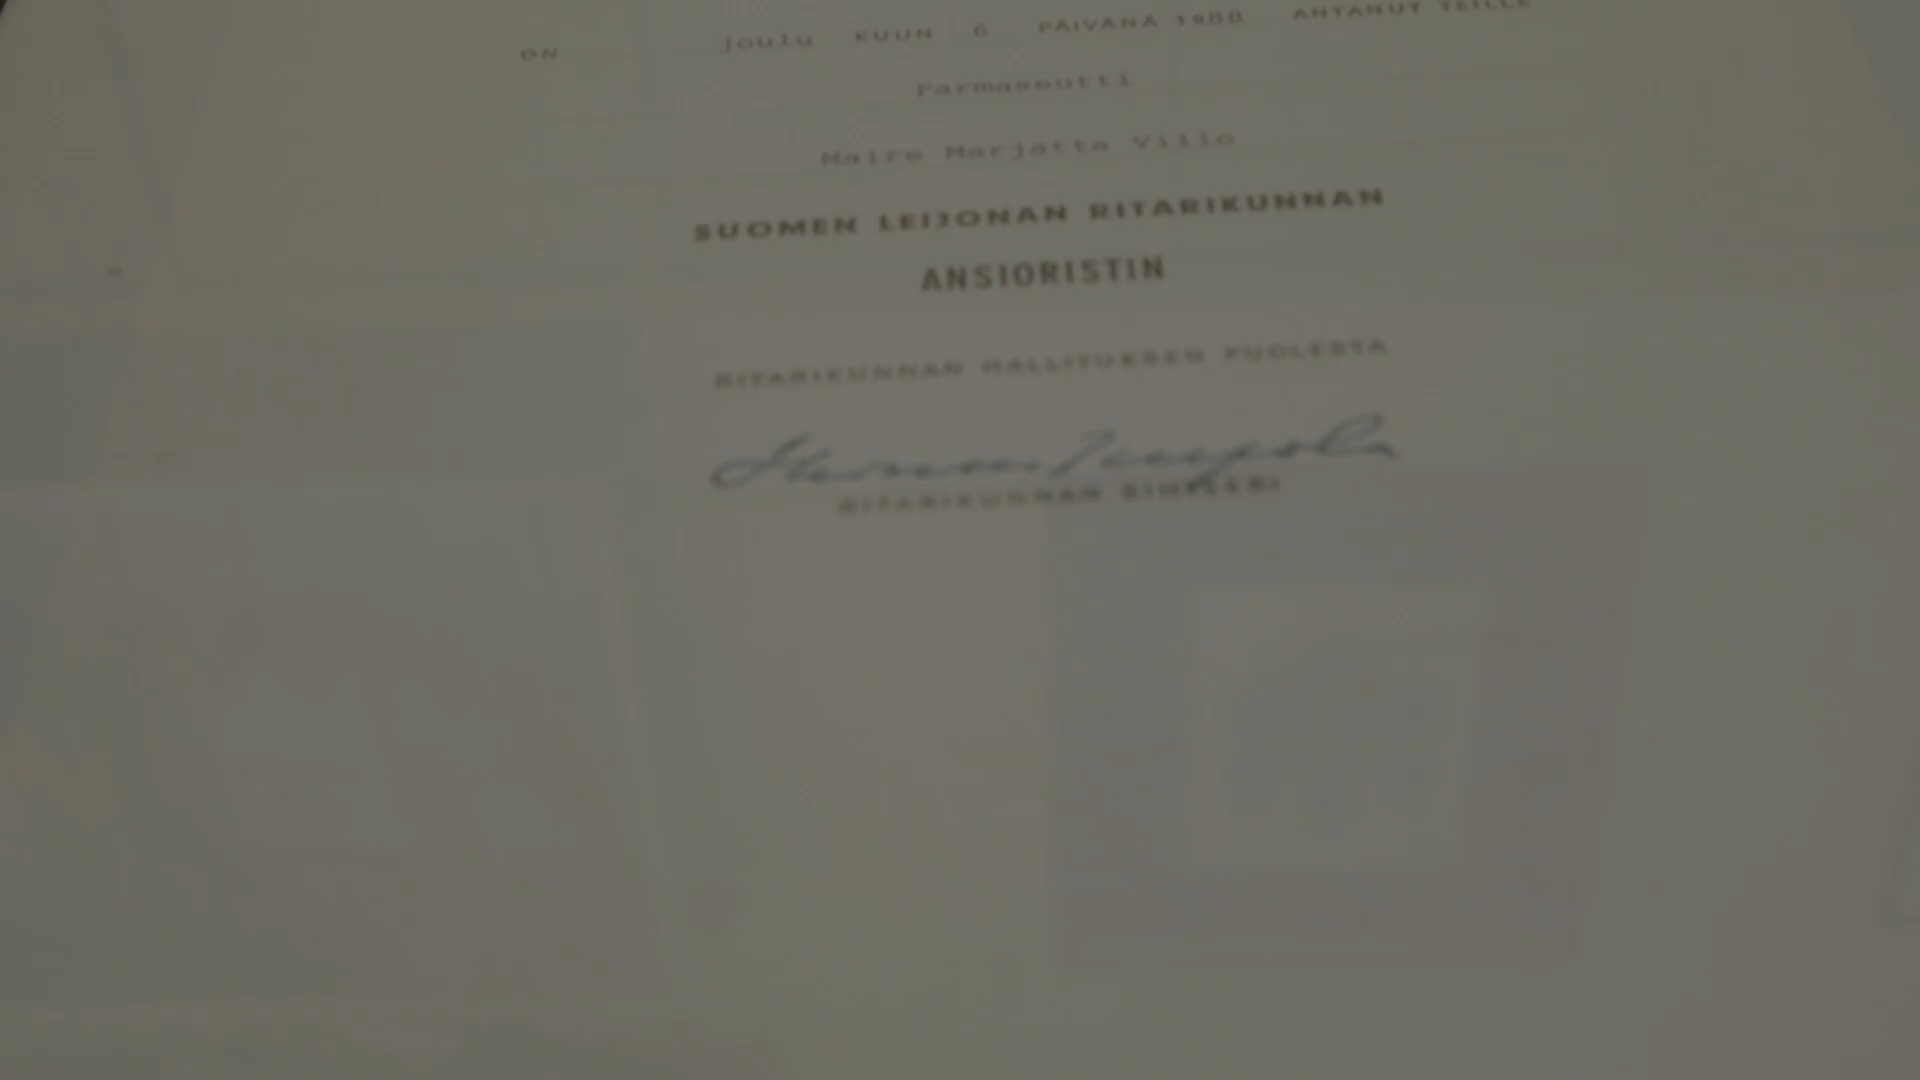 ON joulu KUUN 6 PÄIVÄNÄ 1988 ANTANUT TEILLE
Farmaseutti
Maire Marjatta Villo
SUOMEN LEIJONAN RITARIKUNNAN
ANSIORISTIN
RITARIKUNNAN HALLITUKSEN PUOLESTA
RITARIKUNNAN SIHTEERI